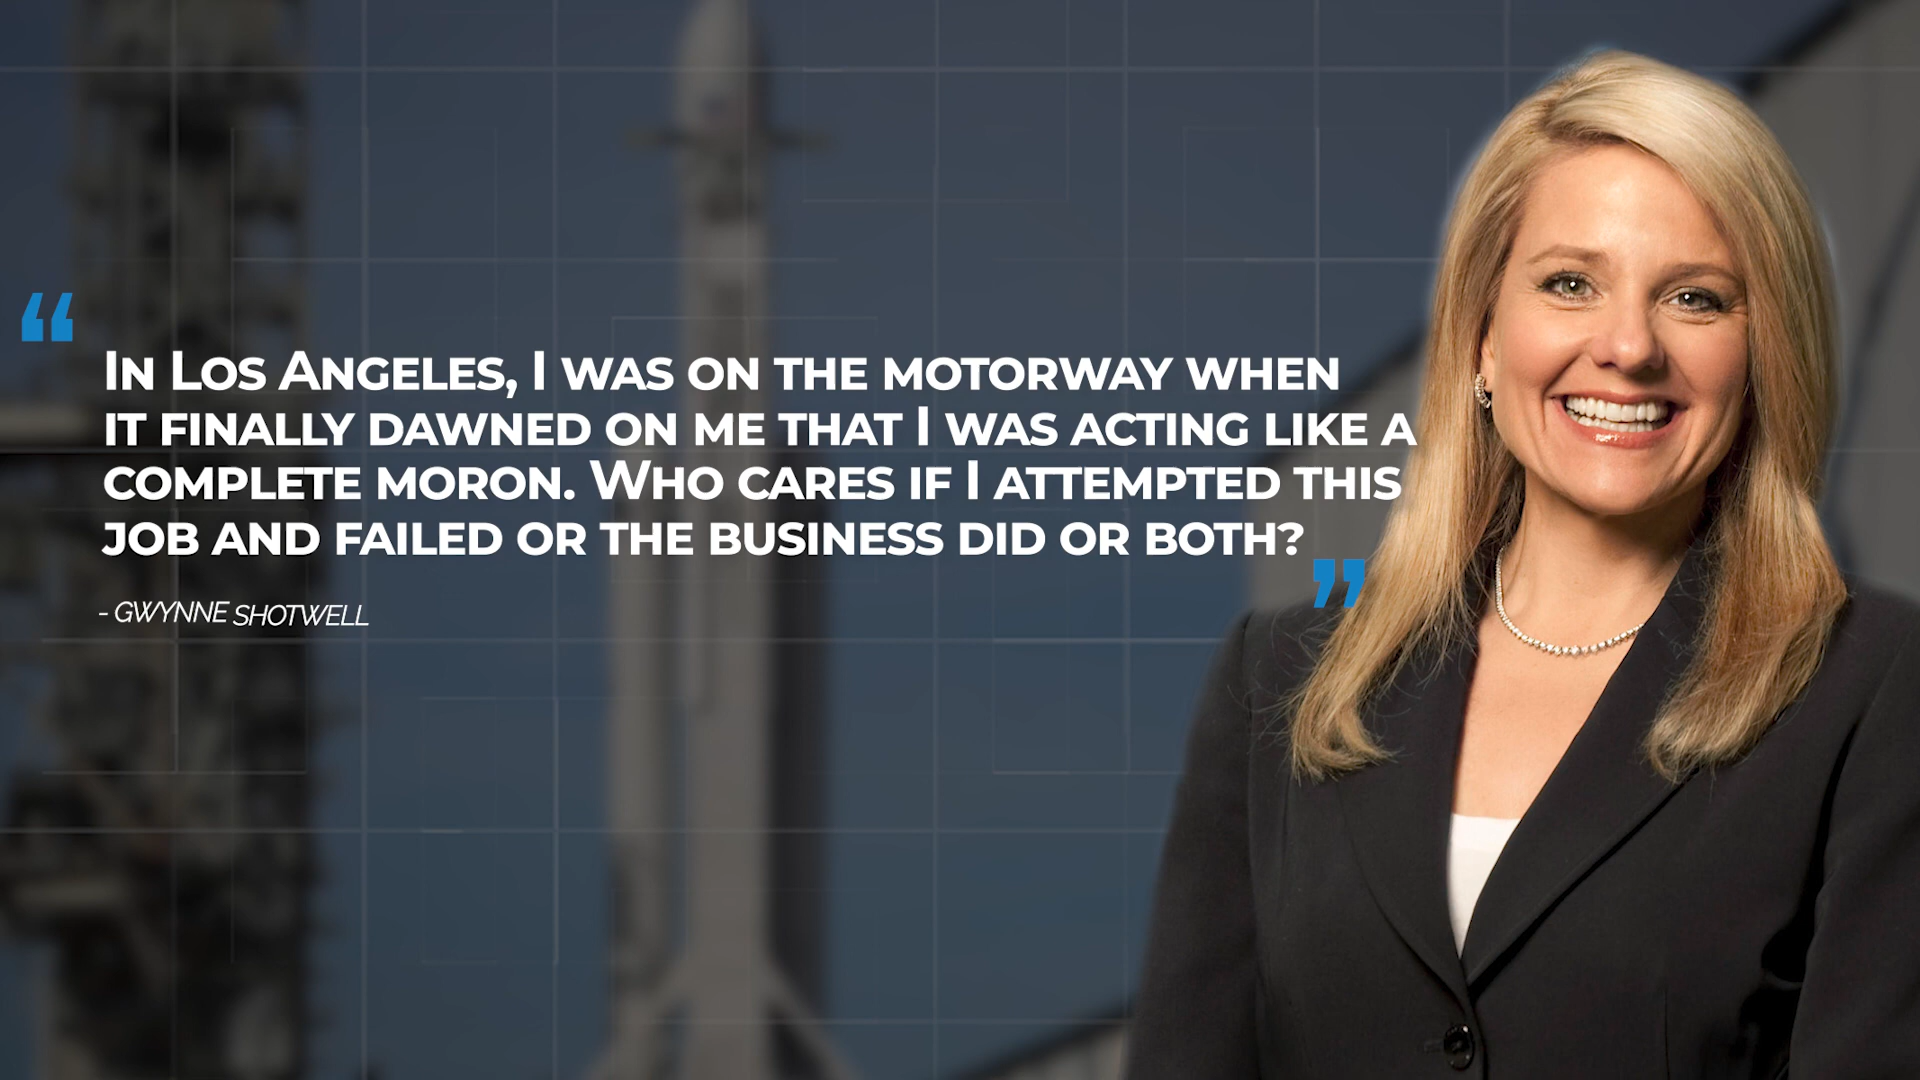 “
In Los Angeles, I was on the motorway when
it finally dawned on me that I was acting like a
complete moron. Who cares if I attempted this
job and failed or the business did or both?
”
- GWYNNE SHOTWELL